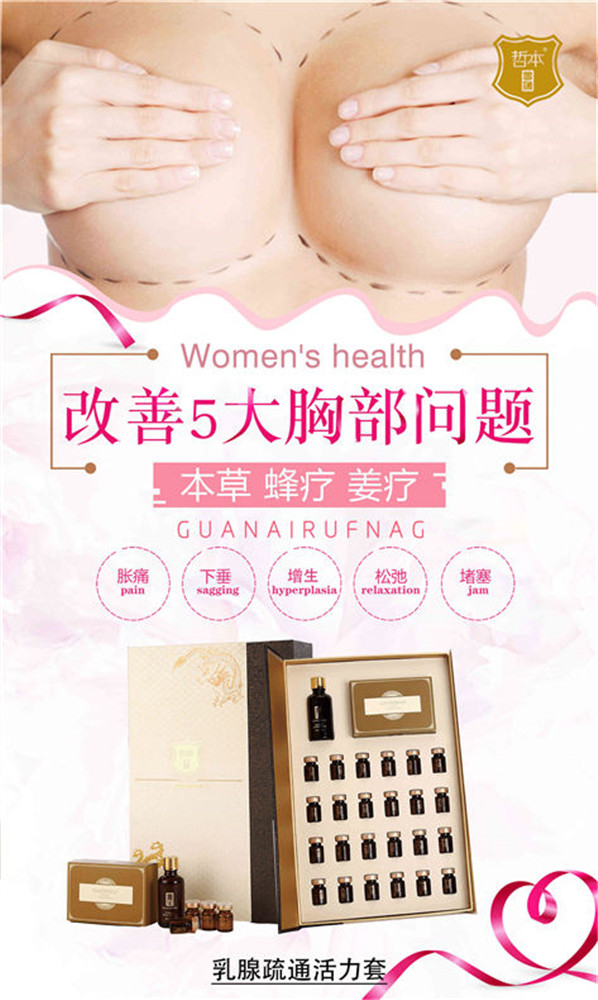 哲本
Women's health
改善5大胸部问题
本草 蜂疗 姜疗
GUANAIRUFNAG
胀痛 下垂 增生 松弛 堵塞
pain sagging hyperplasia relaxation jam
乳腺疏通活力套